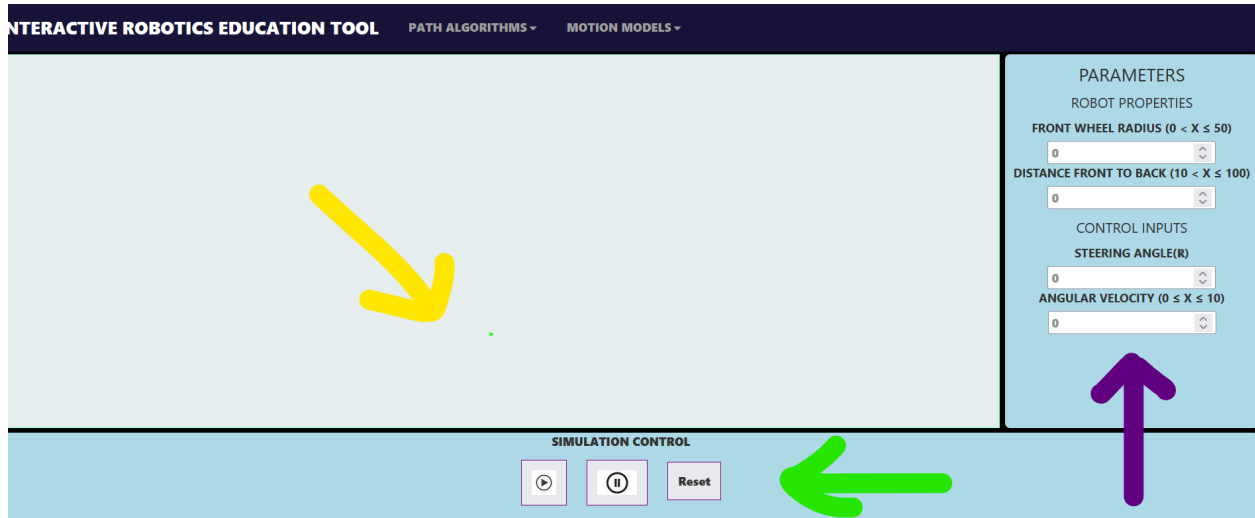 NTERACTIVE ROBOTICS EDUCATION TOOL PATH ALGORITHMS MOTION MODELS
PARAMETERS
ROBOT PROPERTIES
FRONT WHEEL RADIUS (0 < X ≤ 50)
0
DISTANCE FRONT TO BACK (10 < X ≤ 100)
0
CONTROL INPUTS
STEERING ANGLE(ℝ)
0
ANGULAR VELOCITY (0 ≤ X ≤ 10)
0
SIMULATION CONTROL
Reset